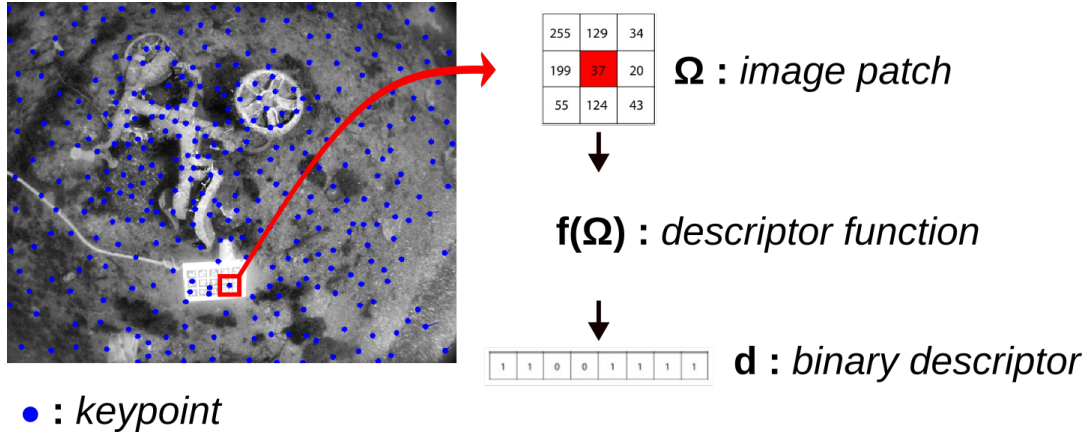 255 129 34
199 37 20
55 124 43
Ω : image patch
f(Ω) : descriptor function
1 1 0 0 1 1 1 1
d : binary descriptor
: keypoint